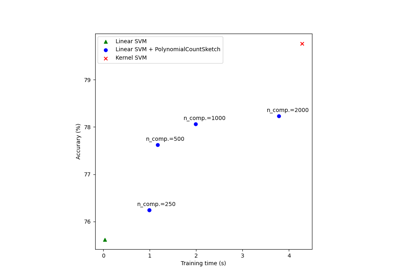 Linear SVM
Linear SVM + PolynomialCountSketch
Kernel SVM
79
n_comp.=2000
n_comp.=1000
78
n_comp.=500
77
n_comp.=250
76
Accurary (%)
0
1
2
3
4
Training time (s)